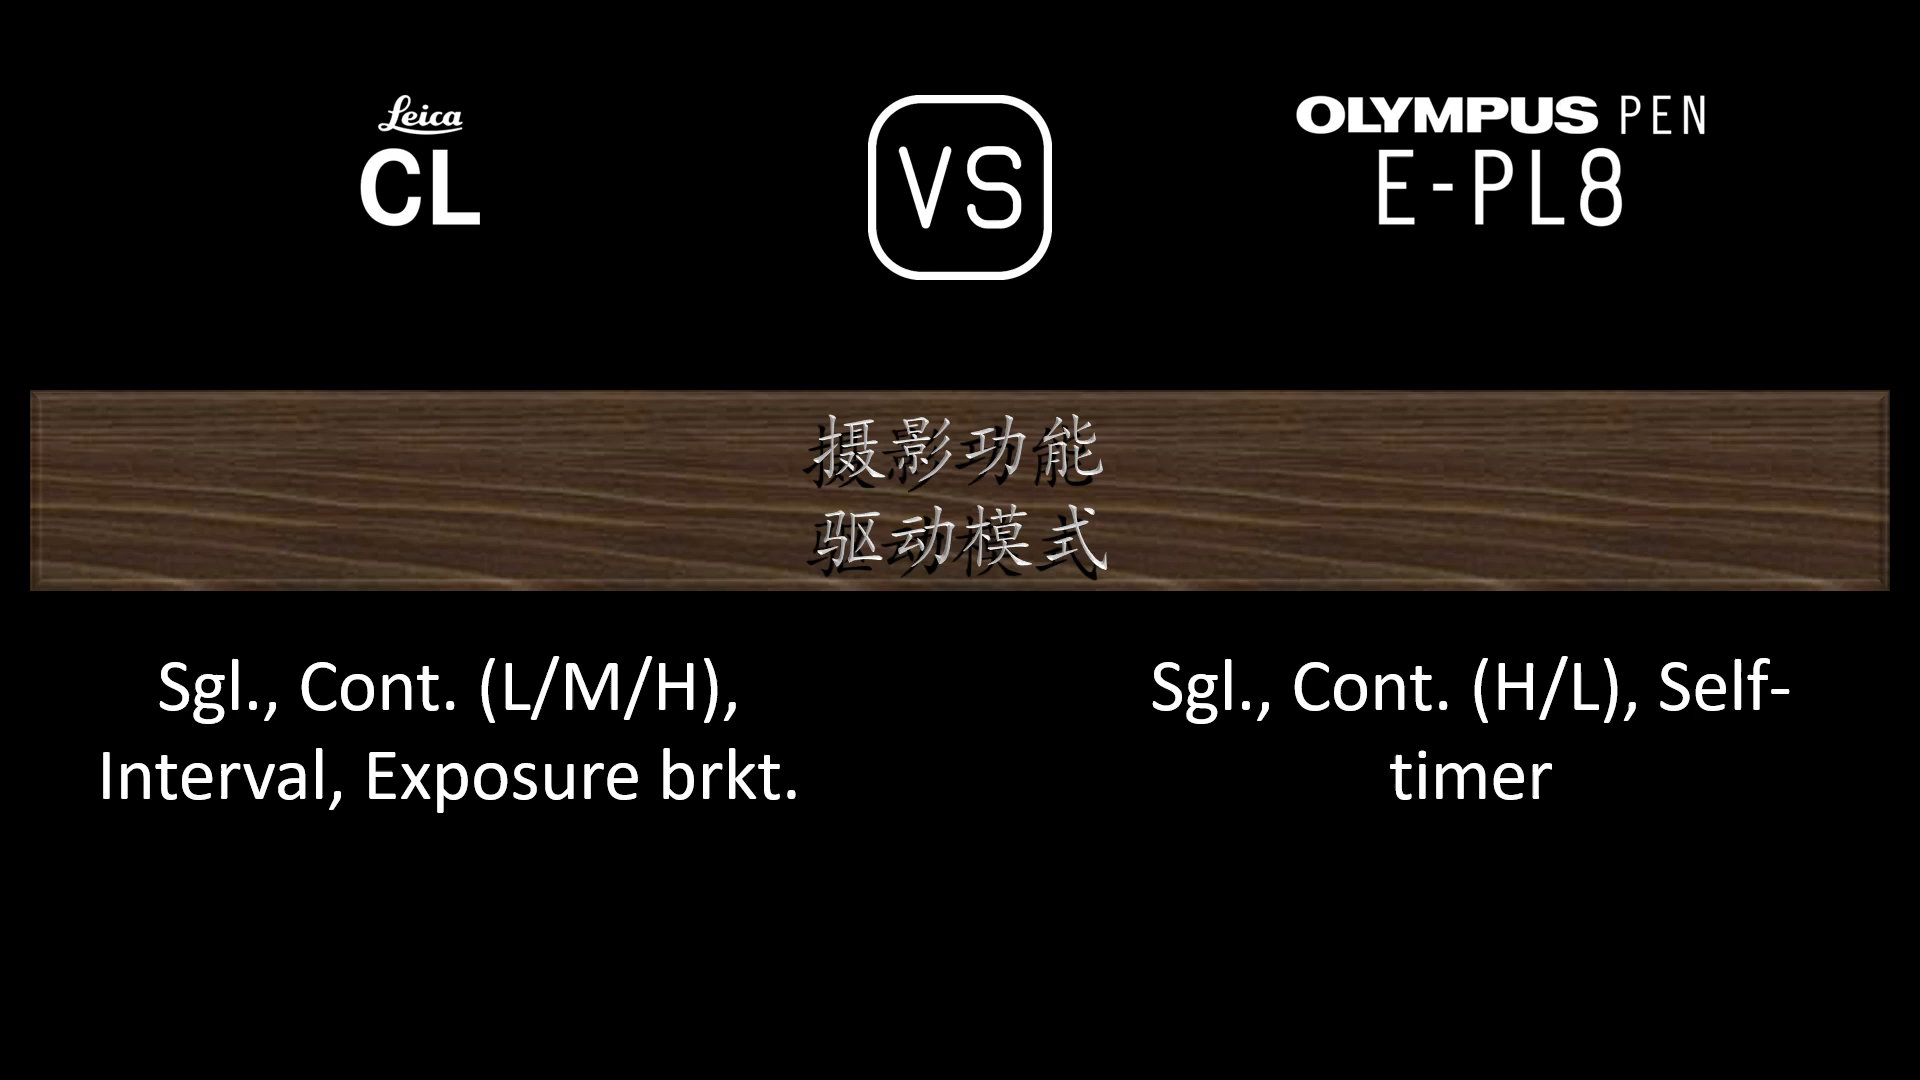 Leica
CL
VS
OLYMPUS PEN
E-PL8
摄影功能
驱动模式
Sgl., Cont. (L/M/H),
Interval, Exposure brkt.
Sgl., Cont. (H/L), Self-
timer